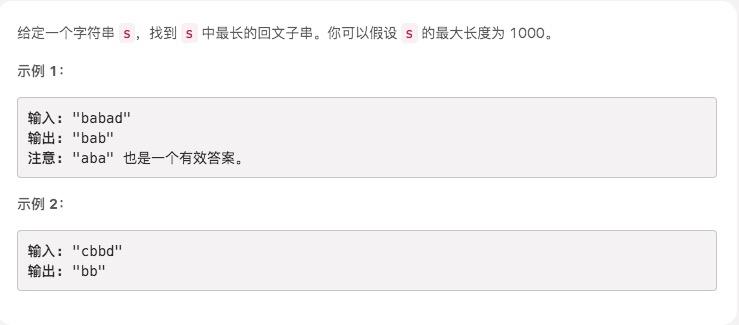 给定一个字符串 s，找到 s 中最长的回文子串。你可以假设 s 的最大长度为 1000。
示例 1：
输入: "babad"
输出: "bab"
注意: "aba" 也是一个有效答案。
示例 2：
输入: "cbbd"
输出: "bb"